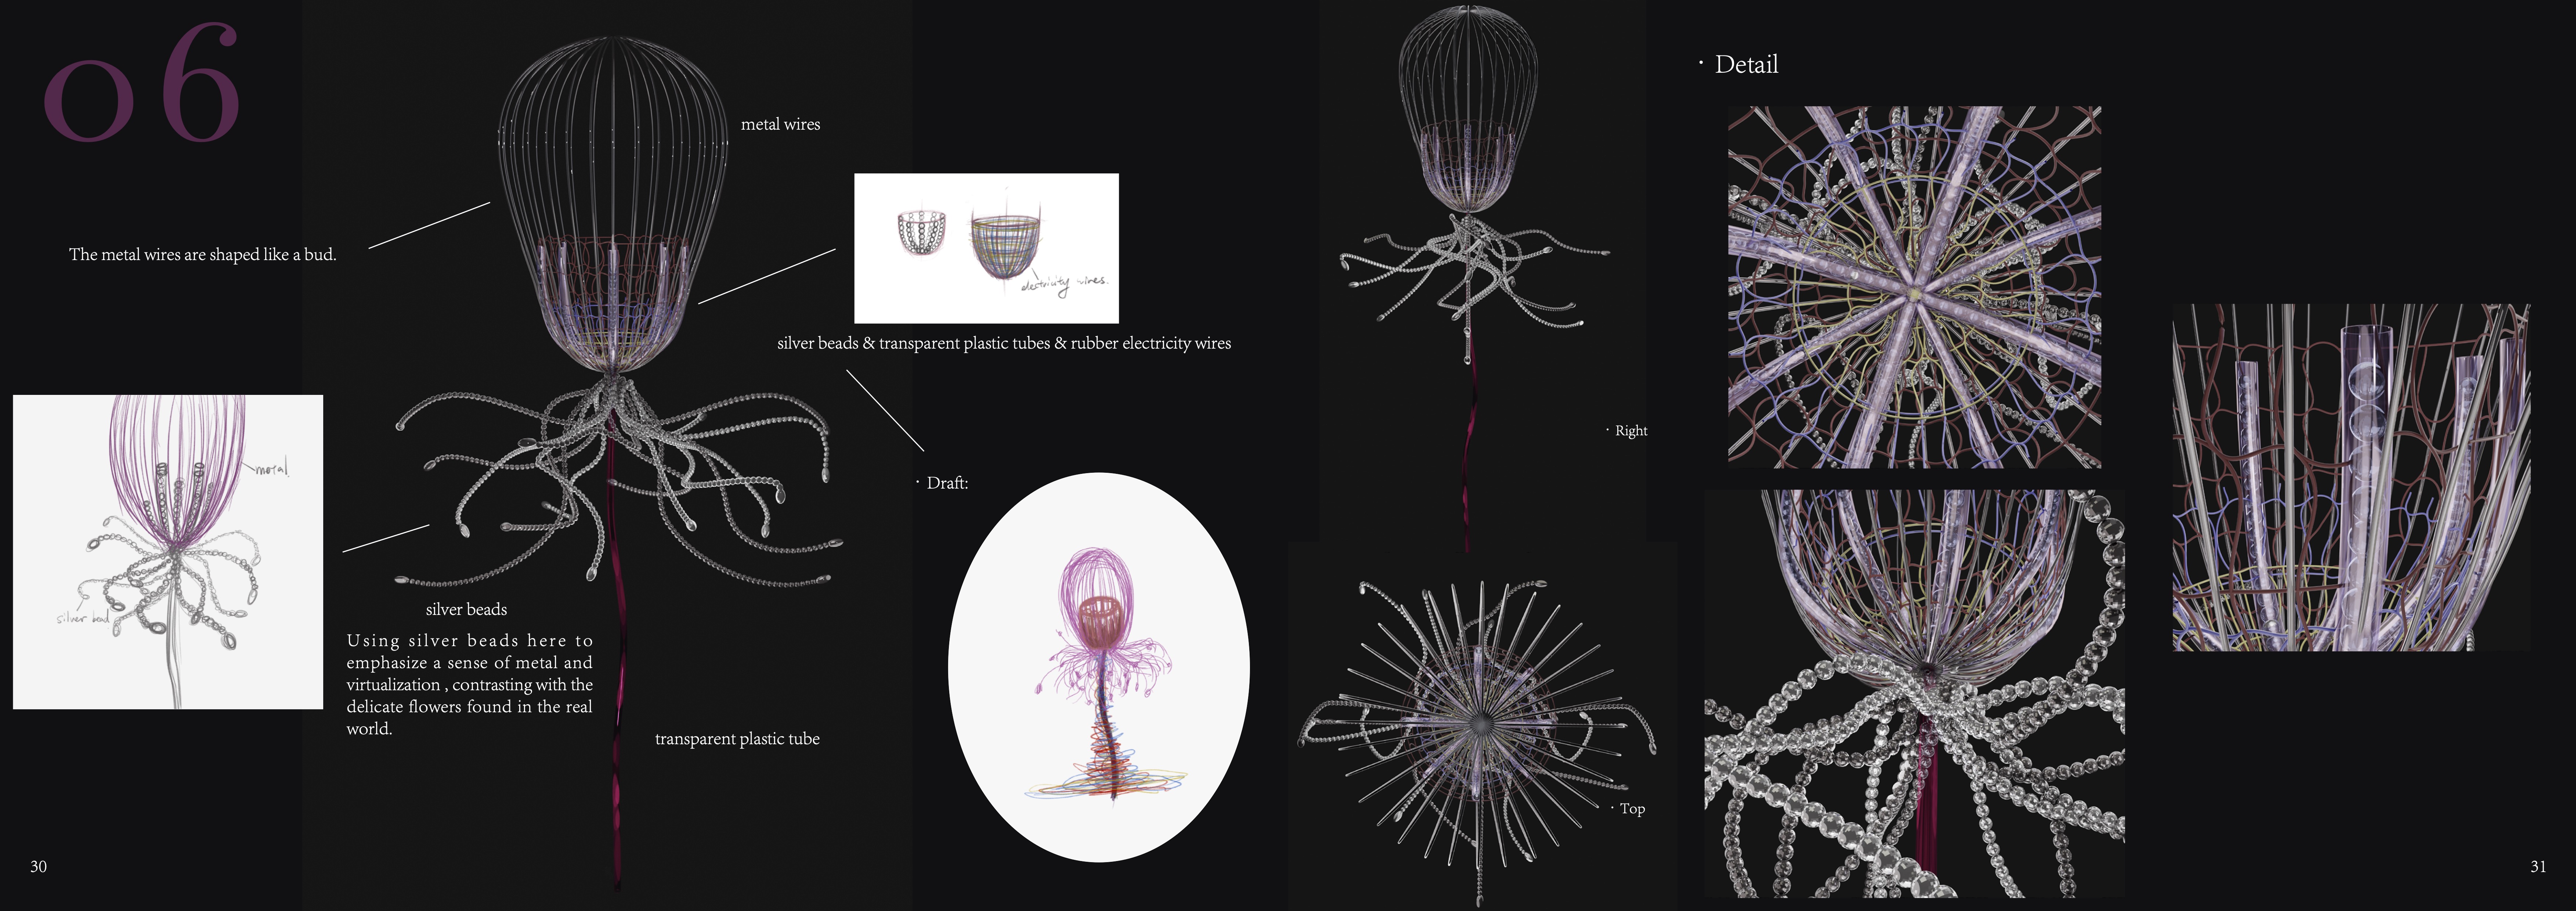 06
metal wires
The metal wires are shaped like a bud.
electricity wires.
silver beads & transparent plastic tubes & rubber electricity wires
metal
silver bead
· Draft:
silver beads
Using silver beads here to
emphasize a sense of metal and
virtualization , contrasting with the
delicate flowers found in the real
world.
transparent plastic tube
30
· Detail
· Right
· Top
31